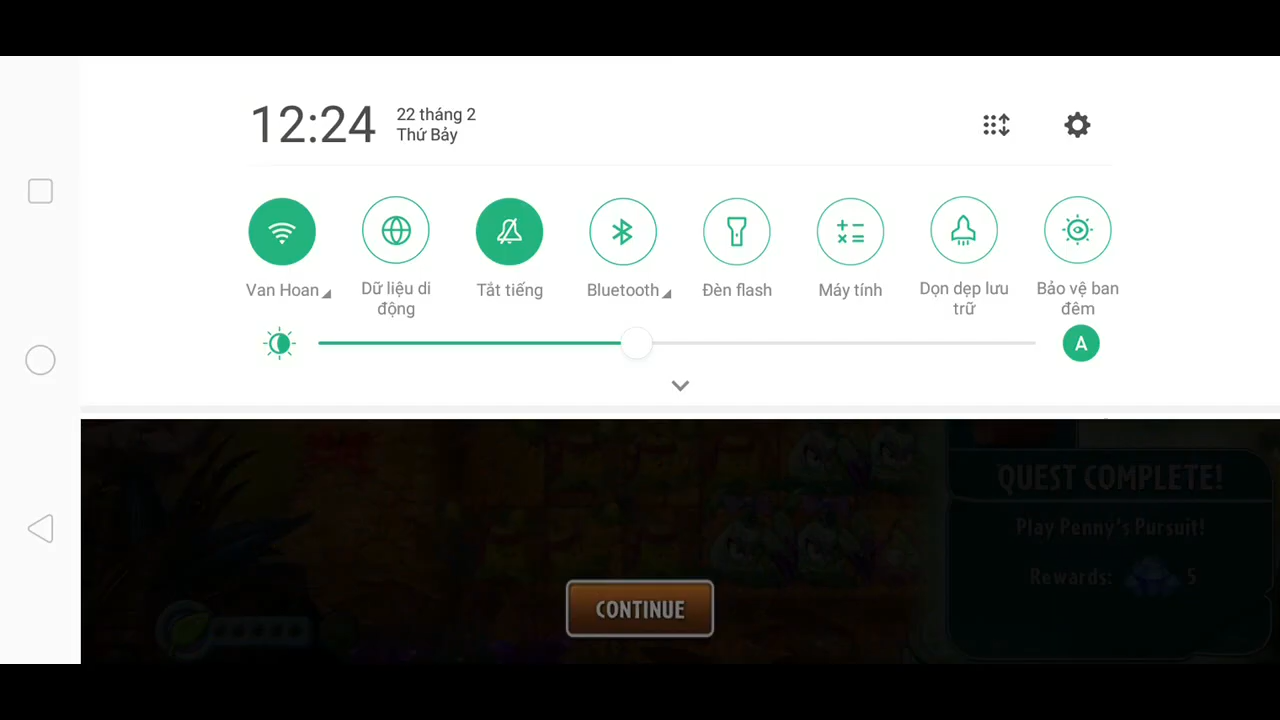 12:24
22 tháng 2
Thứ Bảy
Van Hoan
Dữ liệu di
động
Tắt tiếng
Bluetooth
Đèn flash
Máy tính
Dọn dẹp lưu
trữ
Bảo vệ ban
đêm
A
QUEST COMPLETE!
Play Penny's Pursuit!
Rewards: 5
CONTINUE